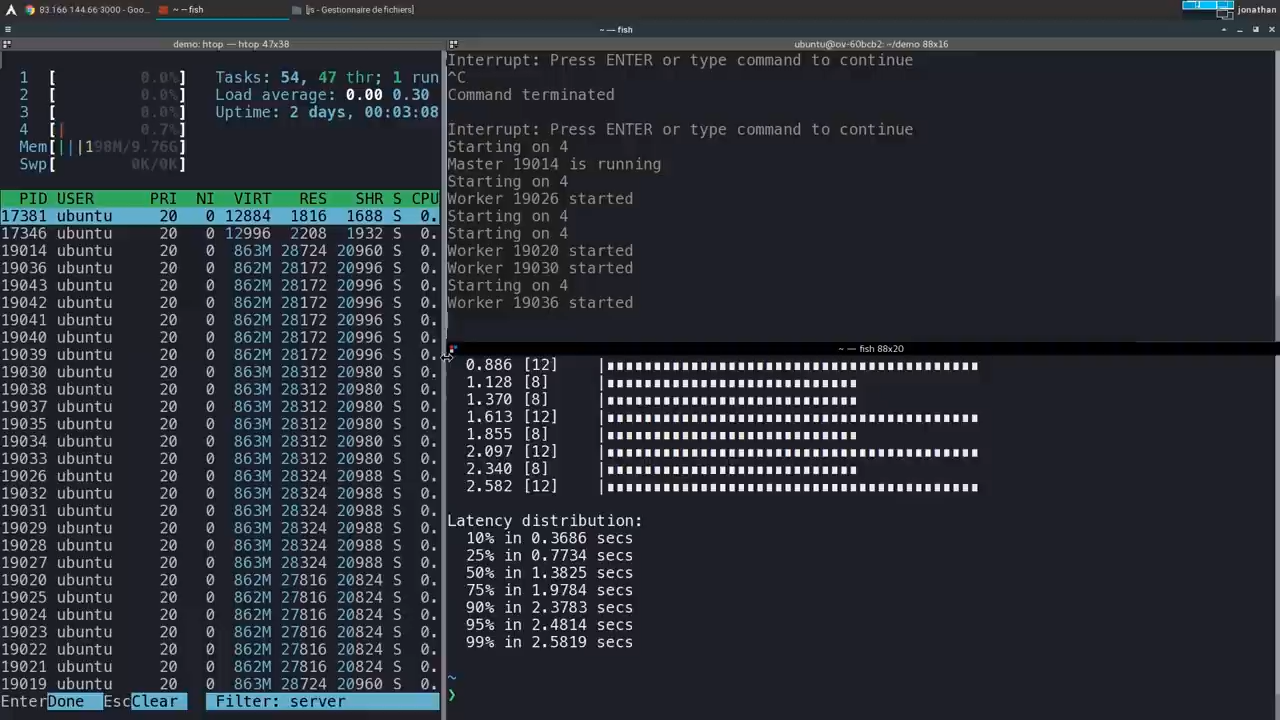 83.166 144.66:3000 - Goo...
~ — fish
[js - Gestionnaire de fichiers]
jonathan
~ — fish
demo: htop — htop 47x38
1 [ 0.0%]
2 [ 0.0%]
3 [ 0.0%]
4 [| 0.7%]
Mem[|||198M/9.76G]
Swp[ 0K/0K]
Tasks: 54, 47 thr; 1 run
Load average: 0.00 0.30
Uptime: 2 days, 00:03:08
PID USER PRI NI VIRT RES SHR S CPU
17381 ubuntu 20 0 12884 1816 1688 S 0.
17346 ubuntu 20 0 12996 2208 1932 S 0.
19014 ubuntu 20 0 863M 28724 20960 S 0.
19036 ubuntu 20 0 862M 28172 20996 S 0.
19043 ubuntu 20 0 862M 28172 20996 S 0.
19042 ubuntu 20 0 862M 28172 20996 S 0.
19041 ubuntu 20 0 862M 28172 20996 S 0.
19040 ubuntu 20 0 862M 28172 20996 S 0.
19039 ubuntu 20 0 862M 28172 20996 S 0.
19030 ubuntu 20 0 863M 28312 20980 S 0.
19038 ubuntu 20 0 863M 28312 20980 S 0.
19037 ubuntu 20 0 863M 28312 20980 S 0.
19035 ubuntu 20 0 863M 28312 20980 S 0.
19034 ubuntu 20 0 863M 28312 20980 S 0.
19033 ubuntu 20 0 863M 28312 20980 S 0.
19026 ubuntu 20 0 863M 28324 20988 S 0.
19032 ubuntu 20 0 863M 28324 20988 S 0.
19031 ubuntu 20 0 863M 28324 20988 S 0.
19029 ubuntu 20 0 863M 28324 20988 S 0.
19028 ubuntu 20 0 863M 28324 20988 S 0.
19027 ubuntu 20 0 863M 28324 20988 S 0.
19020 ubuntu 20 0 862M 27816 20824 S 0.
19025 ubuntu 20 0 862M 27816 20824 S 0.
19024 ubuntu 20 0 862M 27816 20824 S 0.
19023 ubuntu 20 0 862M 27816 20824 S 0.
19022 ubuntu 20 0 862M 27816 20824 S 0.
19021 ubuntu 20 0 862M 27816 20824 S 0.
19019 ubuntu 20 0 863M 28724 20960 S 0.
EnterDone EscClear Filter: server
ubuntu@ov-60bcb2: ~/demo 88x16
Interrupt: Press ENTER or type command to continue
^C
Command terminated
Interrupt: Press ENTER or type command to continue
Starting on 4
Master 19014 is running
Starting on 4
Worker 19026 started
Starting on 4
Starting on 4
Worker 19020 started
Worker 19030 started
Starting on 4
Worker 19036 started
~ — fish 88x20
0.886 [12] |
1.128 [8] |
1.370 [8] |
1.613 [12] |
1.855 [8] |
2.097 [12] |
2.340 [8] |
2.582 [12] |
Latency distribution:
10% in 0.3686 secs
25% in 0.7734 secs
50% in 1.3825 secs
75% in 1.9784 secs
90% in 2.3783 secs
95% in 2.4814 secs
99% in 2.5819 secs
~
❯